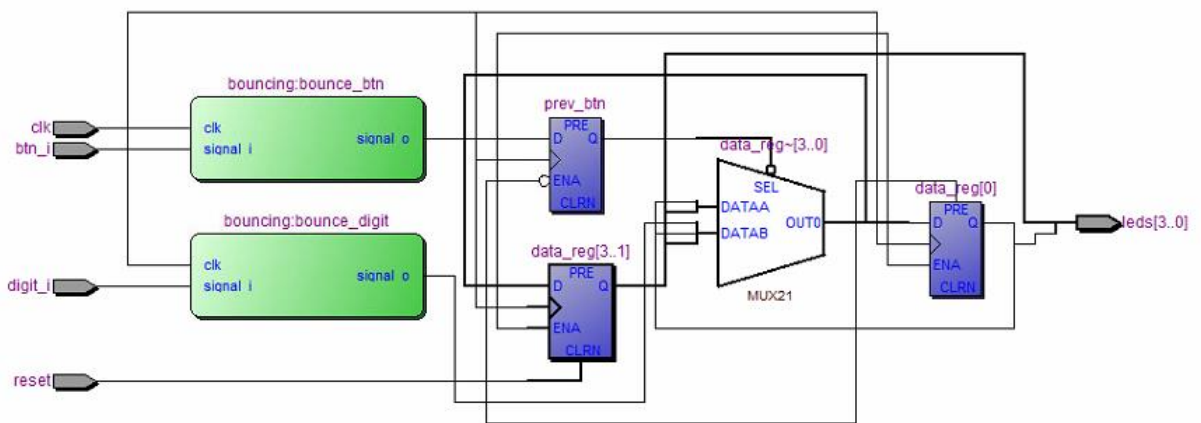 bouncing:bounce_btn
clk
btn_i
clk
signal i
signal o
prev_btn
PRE
D
Q
ENA
CLRN
data_reg~[3..0]
SEL
DATAA
DATAB
OUT0
MUX21
data_reg[0]
PRE
D
Q
ENA
CLRN
leds[3..0]
bouncing:bounce_digit
digit_i
clk
signal i
signal o
data_reg[3..1]
PRE
D
Q
ENA
CLRN
reset